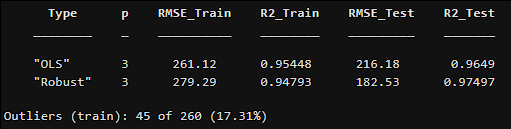 Type p RMSE_Train R2_Train RMSE_Test R2_Test
"OLS" 3 261.12 0.95448 216.18 0.9649
"Robust" 3 279.29 0.94793 182.53 0.97497
Outliers (train): 45 of 260 (17.31%)